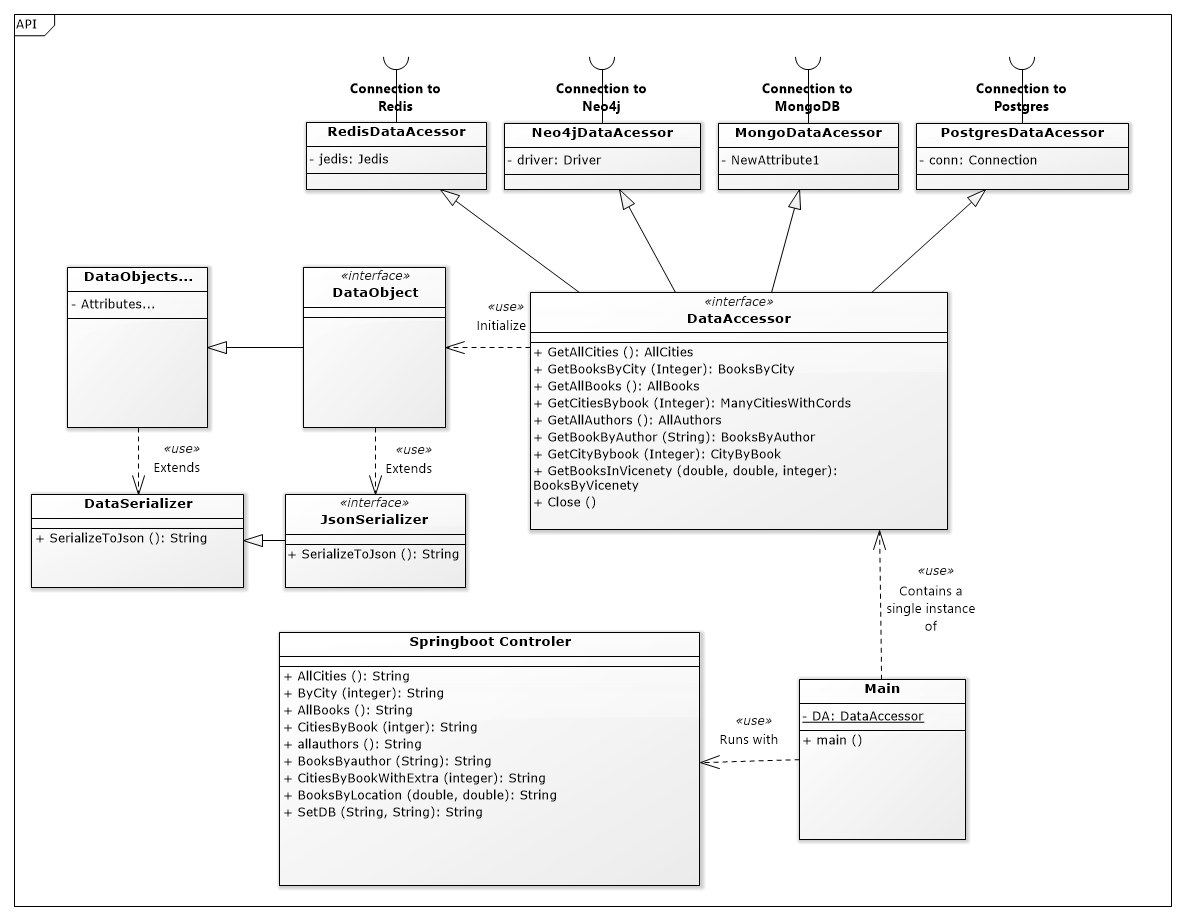 API
Connection to
Redis
Connection to
Neo4j
Connection to
MongoDB
Connection to
Postgres
RedisDataAcessor
- jedis: Jedis
Neo4jDataAcessor
- driver: Driver
MongoDataAcessor
- NewAttribute1
PostgresDataAcessor
- conn: Connection
DataObjects...
- Attributes...
«interface»
DataObject
«use»
Initialize
«interface»
DataAccessor
+ GetAllCities (): AllCities
+ GetBooksByCity (Integer): BooksByCity
+ GetAllBooks (): AllBooks
+ GetCitiesBybook (Integer): ManyCitiesWithCords
+ GetAllAuthors (): AllAuthors
+ GetBookByAuthor (String): BooksByAuthor
+ GetCityBybook (Integer): CityByBook
+ GetBooksInVicenety (double, double, integer):
BooksByVicenety
+ Close ()
«use»
Extends
«use»
Extends
DataSerializer
+ SerializeToJson (): String
«interface»
JsonSerializer
+ SerializeToJson (): String
«use»
Contains a
single instance
of
Springboot Controler
+ AllCities (): String
+ ByCity (integer): String
+ AllBooks (): String
+ CitiesByBook (intger): String
+ allauthors (): String
+ BooksByauthor (String): String
+ CitiesByBookWithExtra (integer): String
+ BooksByLocation (double, double): String
+ SetDB (String, String): String
«use»
Runs with
Main
- DA: DataAccessor
+ main ()